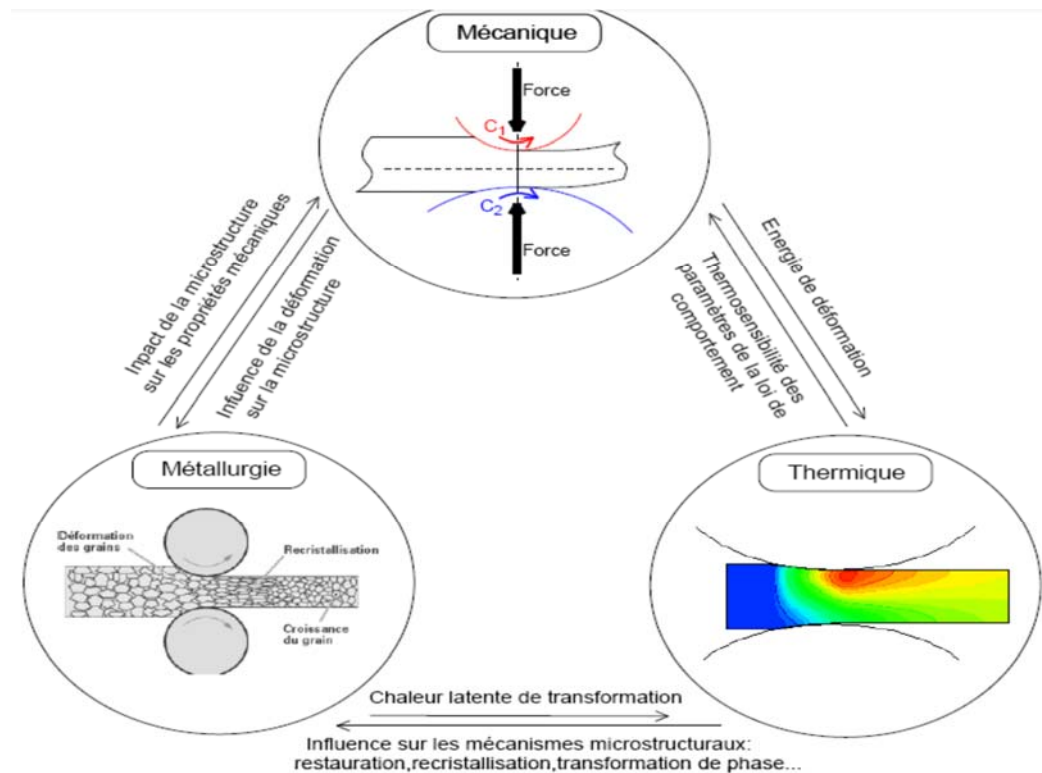 Mécanique
Force
C1
C2
Force
Inpact de la microstructure
sur les propriétés mécaniques
Infuence de la déformation
sur la microstructure
Energie de déformation
Thermosensibilité des
paramètres de la loi de
comportement
Métallurgie
Déformation
des grains
Recristallisation
Croissance
du grain
Thermique
Chaleur latente de transformation
Influence sur les mécanismes microstructuraux:
restauration,recristallisation,transformation de phase...